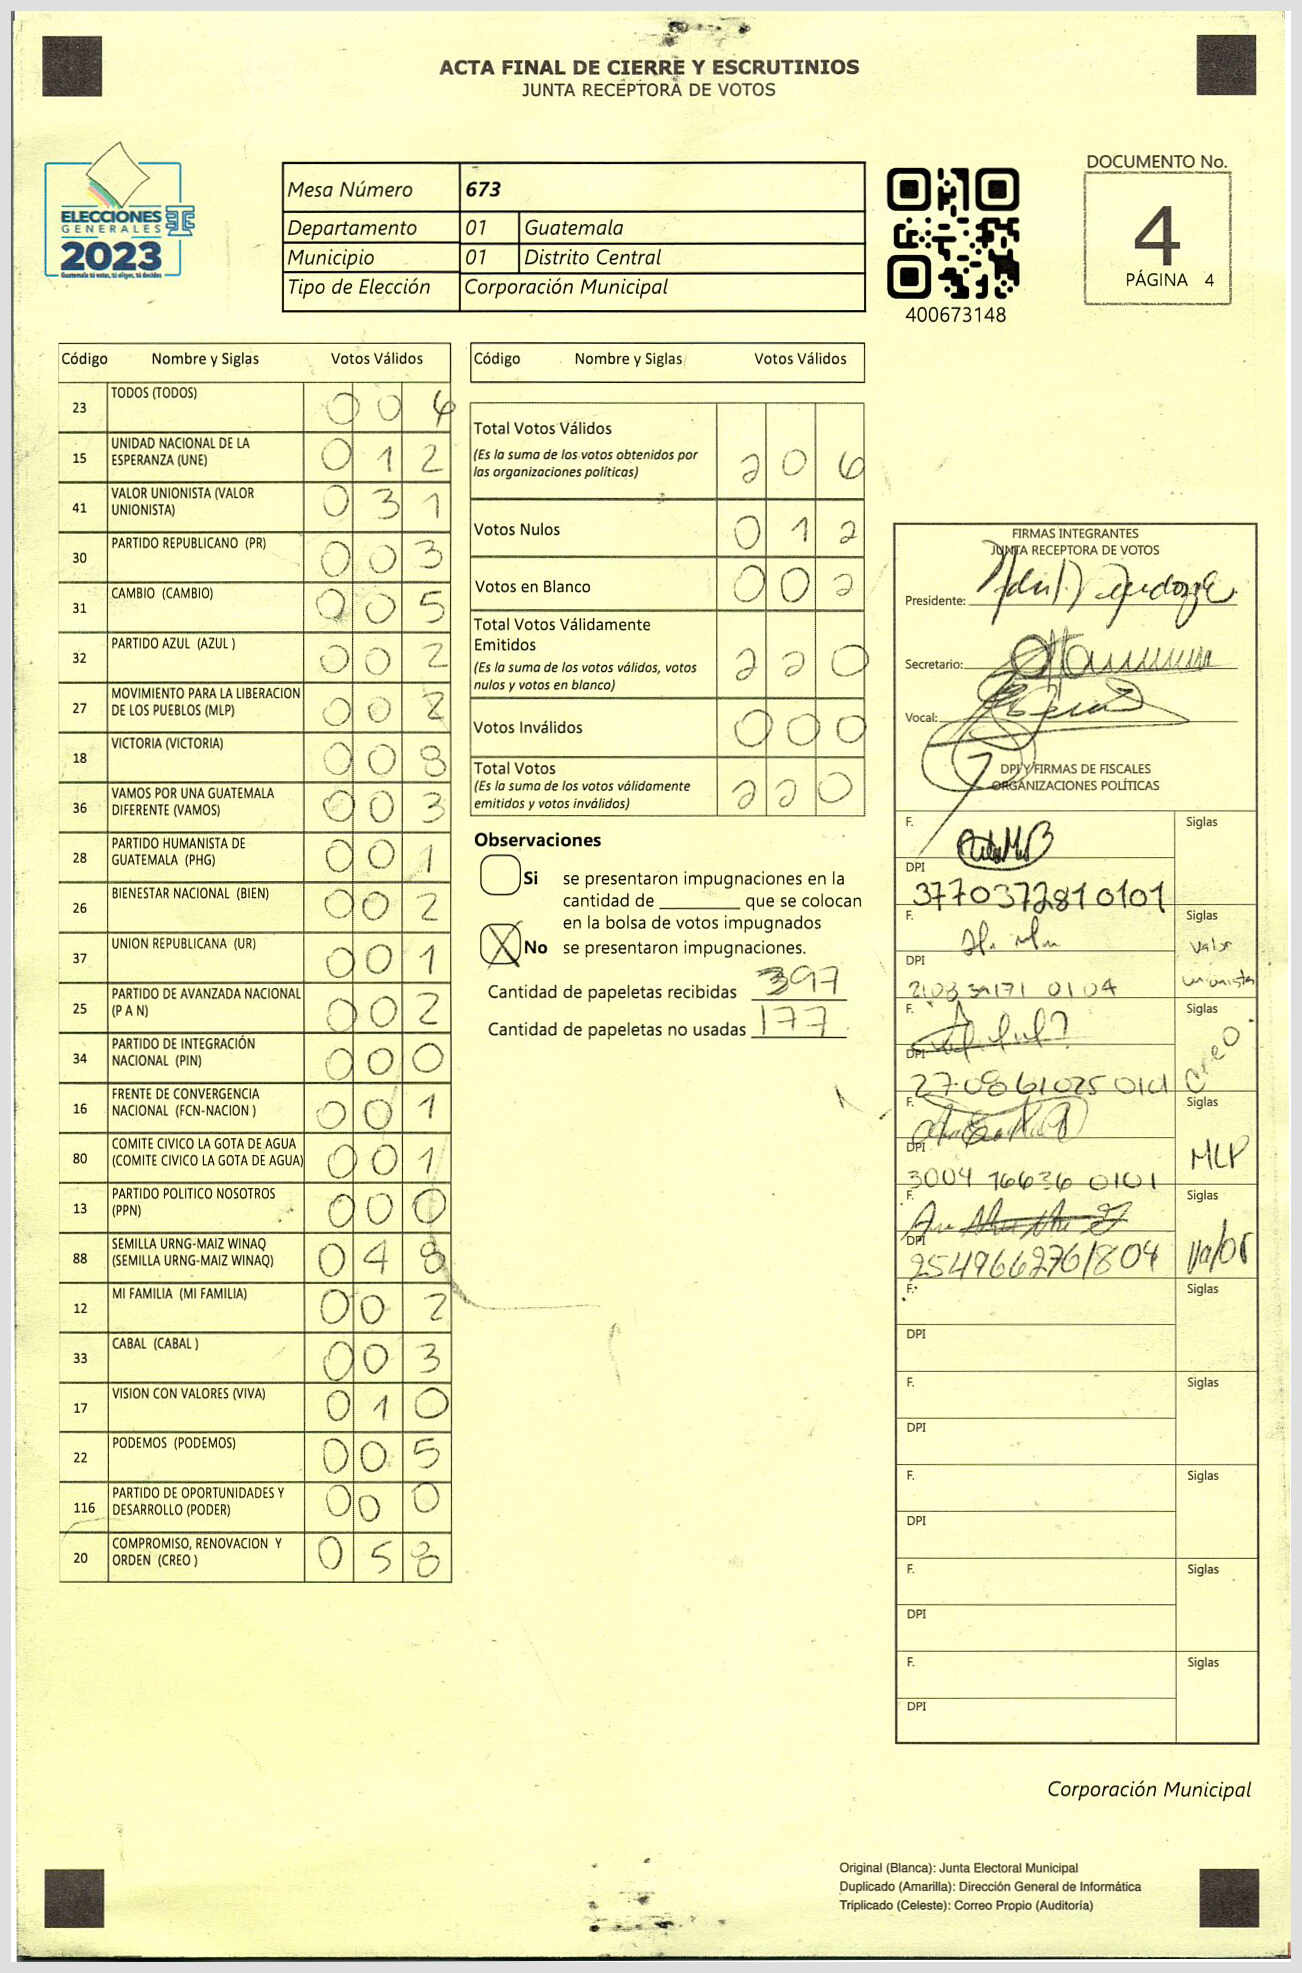 ACTA FINAL DE CIERRE Y ESCRUTINIOS
JUNTA RECEPTORA DE VOTOS
ELECCIONES
GENERALES
2023
Guatemala tú votas, tú eliges, tú decides
Mesa Número 673
Departamento 01 Guatemala
Municipio 01 Distrito Central
Tipo de Elección Corporación Municipal
400673148
DOCUMENTO No.
4
PÁGINA 4
Código Nombre y Siglas Votos Válidos
23 TODOS (TODOS) 0 0 4
15 UNIDAD NACIONAL DE LA ESPERANZA (UNE) 0 1 2
41 VALOR UNIONISTA (VALOR UNIONISTA) 0 3 1
30 PARTIDO REPUBLICANO (PR) 0 0 3
31 CAMBIO (CAMBIO) 0 0 5
32 PARTIDO AZUL (AZUL ) 0 0 2
27 MOVIMIENTO PARA LA LIBERACION DE LOS PUEBLOS (MLP) 0 0 2
18 VICTORIA (VICTORIA) 0 0 8
36 VAMOS POR UNA GUATEMALA DIFERENTE (VAMOS) 0 0 3
28 PARTIDO HUMANISTA DE GUATEMALA (PHG) 0 0 1
26 BIENESTAR NACIONAL (BIEN) 0 0 2
37 UNION REPUBLICANA (UR) 0 0 1
25 PARTIDO DE AVANZADA NACIONAL (P A N) 0 0 2
34 PARTIDO DE INTEGRACIÓN NACIONAL (PIN) 0 0 0
16 FRENTE DE CONVERGENCIA NACIONAL (FCN-NACION ) 0 0 1
80 COMITE CIVICO LA GOTA DE AGUA (COMITE CIVICO LA GOTA DE AGUA) 0 0 1
13 PARTIDO POLITICO NOSOTROS (PPN) 0 0 0
88 SEMILLA URNG-MAIZ WINAQ (SEMILLA URNG-MAIZ WINAQ) 0 4 8
12 MI FAMILIA (MI FAMILIA) 0 0 2
33 CABAL (CABAL ) 0 0 3
17 VISION CON VALORES (VIVA) 0 1 0
22 PODEMOS (PODEMOS) 0 0 5
116 PARTIDO DE OPORTUNIDADES Y DESARROLLO (PODER) 0 0 0
20 COMPROMISO, RENOVACION Y ORDEN (CREO ) 0 5 8
Código Nombre y Siglas Votos Válidos
Total Votos Válidos
(Es la suma de los votos obtenidos por
las organizaciones políticas) 2 0 6
Votos Nulos 0 1 2
Votos en Blanco 0 0 2
Total Votos Válidamente
Emitidos
(Es la suma de los votos válidos, votos
nulos y votos en blanco) 2 2 0
Votos Inválidos 0 0 0
Total Votos
(Es la suma de los votos válidamente
emitidos y votos inválidos) 2 2 0
Observaciones
Si se presentaron impugnaciones en la
cantidad de ________ que se colocan
en la bolsa de votos impugnados
X No se presentaron impugnaciones.
Cantidad de papeletas recibidas 397
Cantidad de papeletas no usadas 177
FIRMAS INTEGRANTES
JUNTA RECEPTORA DE VOTOS
Presidente:
Secretario:
Vocal:
DPI Y FIRMAS DE FISCALES
ORGANIZACIONES POLÍTICAS
F. Siglas
DPI
3770372810101
F. Siglas
Valor
DPI unionista
F. Siglas
DPI creo
F. Siglas
DPI MLP
3004 16636 0101
F. Siglas
DPI Valor
2549662761804
F. Siglas
DPI
F. Siglas
DPI
F. Siglas
DPI
F. Siglas
DPI
F. Siglas
DPI
Corporación Municipal
Original (Blanca): Junta Electoral Municipal
Duplicado (Amarilla): Dirección General de Informática
Triplicado (Celeste): Correo Propio (Auditoría)